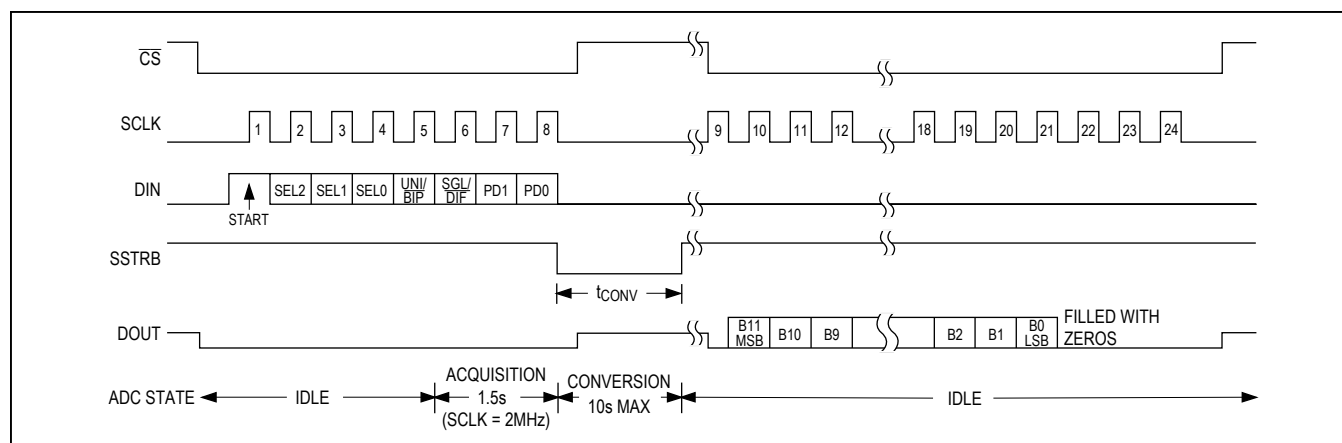 CS
SCLK 1 2 3 4 5 6 7 8 9 10 11 12 18 19 20 21 22 23 24
DIN SEL2 SEL1 SEL0 UNI/ BIP SGL/ DIF PD1 PD0
START
SSTRB
tCONV
DOUT B11 MSB B10 B9 B2 B1 B0 LSB FILLED WITH ZEROS
ADC STATE IDLE ACQUISITION 1.5s (SCLK = 2MHz) CONVERSION 10s MAX IDLE